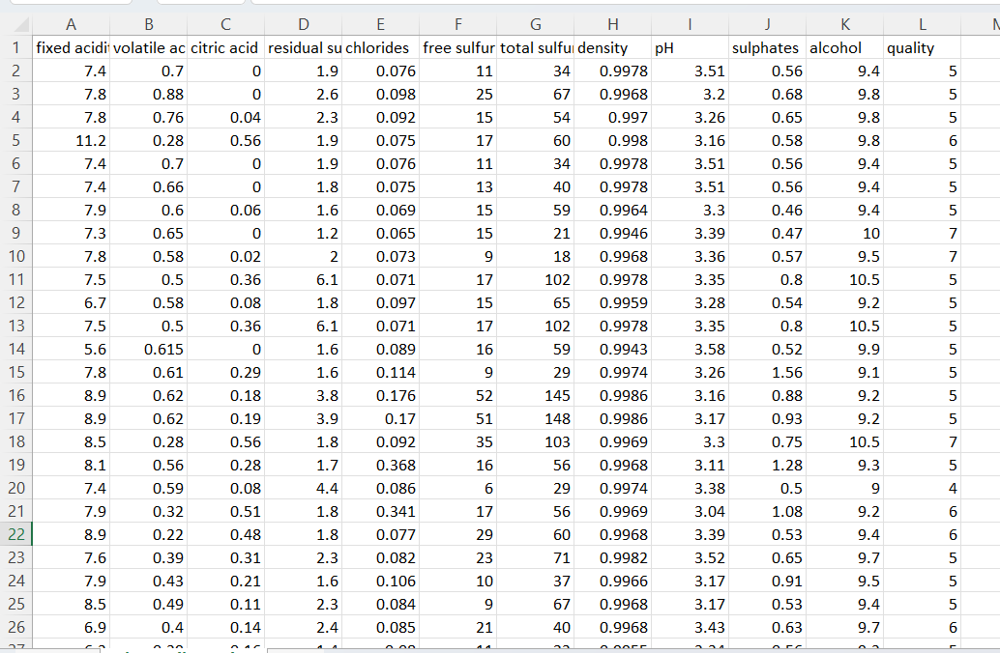 A B C D E F G H I J K L
1 fixed acidi volatile ac citric acid residual su chlorides free sulfur total sulfu density pH sulphates alcohol quality
2 7.4 0.7 0 1.9 0.076 11 34 0.9978 3.51 0.56 9.4 5
3 7.8 0.88 0 2.6 0.098 25 67 0.9968 3.2 0.68 9.8 5
4 7.8 0.76 0.04 2.3 0.092 15 54 0.997 3.26 0.65 9.8 5
5 11.2 0.28 0.56 1.9 0.075 17 60 0.998 3.16 0.58 9.8 6
6 7.4 0.7 0 1.9 0.076 11 34 0.9978 3.51 0.56 9.4 5
7 7.4 0.66 0 1.8 0.075 13 40 0.9978 3.51 0.56 9.4 5
8 7.9 0.6 0.06 1.6 0.069 15 59 0.9964 3.3 0.46 9.4 5
9 7.3 0.65 0 1.2 0.065 15 21 0.9946 3.39 0.47 10 7
10 7.8 0.58 0.02 2 0.073 9 18 0.9968 3.36 0.57 9.5 7
11 7.5 0.5 0.36 6.1 0.071 17 102 0.9978 3.35 0.8 10.5 5
12 6.7 0.58 0.08 1.8 0.097 15 65 0.9959 3.28 0.54 9.2 5
13 7.5 0.5 0.36 6.1 0.071 17 102 0.9978 3.35 0.8 10.5 5
14 5.6 0.615 0 1.6 0.089 16 59 0.9943 3.58 0.52 9.9 5
15 7.8 0.61 0.29 1.6 0.114 9 29 0.9974 3.26 1.56 9.1 5
16 8.9 0.62 0.18 3.8 0.176 52 145 0.9986 3.16 0.88 9.2 5
17 8.9 0.62 0.19 3.9 0.17 51 148 0.9986 3.17 0.93 9.2 5
18 8.5 0.28 0.56 1.8 0.092 35 103 0.9969 3.3 0.75 10.5 7
19 8.1 0.56 0.28 1.7 0.368 16 56 0.9968 3.11 1.28 9.3 5
20 7.4 0.59 0.08 4.4 0.086 6 29 0.9974 3.38 0.5 9 4
21 7.9 0.32 0.51 1.8 0.341 17 56 0.9969 3.04 1.08 9.2 6
22 8.9 0.22 0.48 1.8 0.077 29 60 0.9968 3.39 0.53 9.4 6
23 7.6 0.39 0.31 2.3 0.082 23 71 0.9982 3.52 0.65 9.7 5
24 7.9 0.43 0.21 1.6 0.106 10 37 0.9966 3.17 0.91 9.5 5
25 8.5 0.49 0.11 2.3 0.084 9 67 0.9968 3.17 0.53 9.4 5
26 6.9 0.4 0.14 2.4 0.085 21 40 0.9968 3.43 0.63 9.7 6